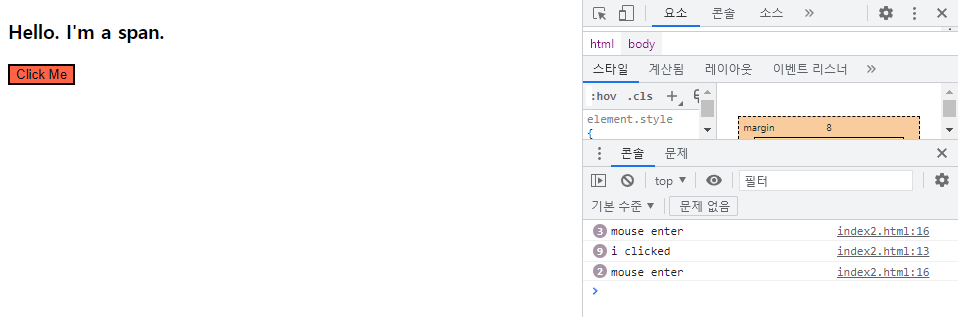 Hello. I'm a span.
Click Me
요소 콘솔 소스 »
html body
스타일 계산됨 레이아웃 이벤트 리스너 »
:hov .cls +
element.style
{
margin 8
콘솔 문제
top ▼ 필터
기본 수준 ▼ 문제 없음
3 mouse enter index2.html:16
9 i clicked index2.html:13
2 mouse enter index2.html:16
>